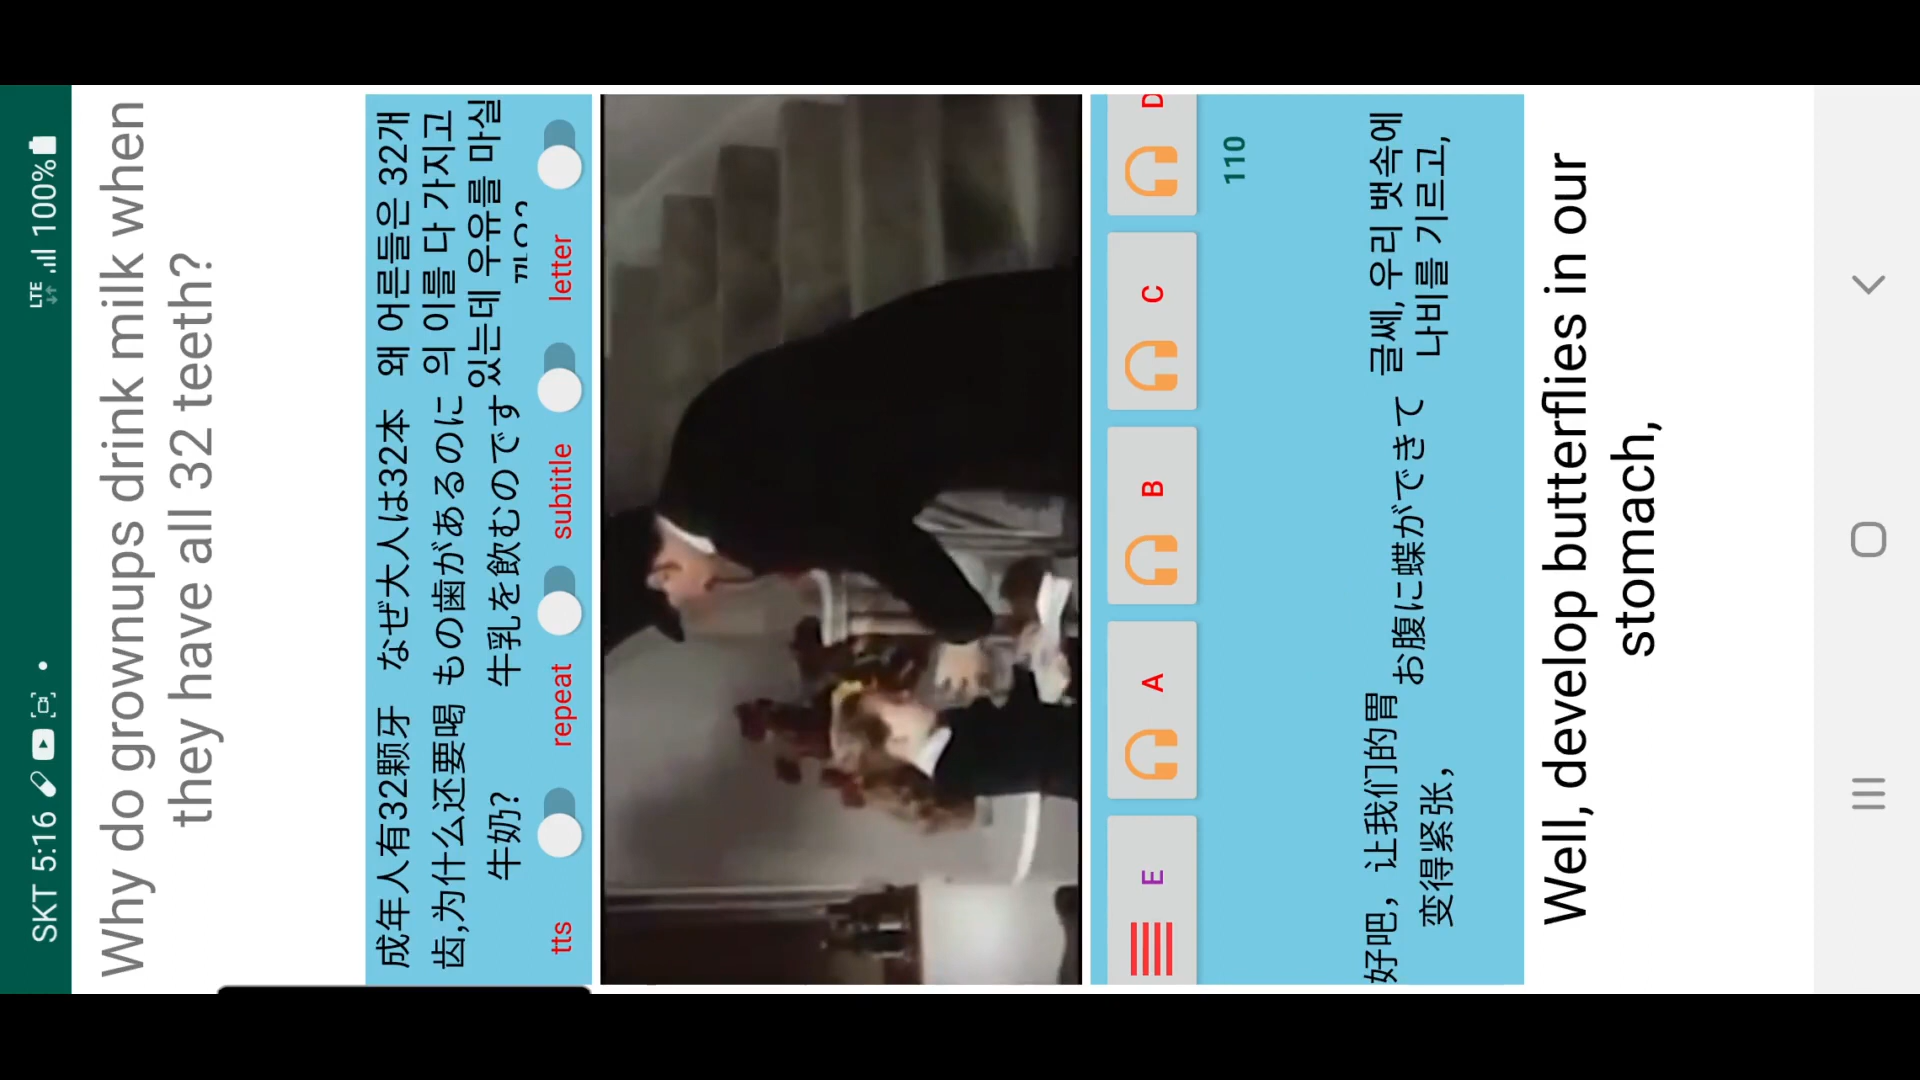 SKT 5:16
LTE
100%
Why do grownups drink milk when
they have all 32 teeth?
成年人有32颗牙
齿,为什么还要喝
牛奶?
なぜ大人は32本
もの歯があるのに
牛乳を飲むのです
왜 어른들은 32개
의 이를 다 가지고
있는데 우유를 마실
까요?
tts
repeat
subtitle
letter
E
A
B
C
D
110
好吧，让我们的胃
变得紧张，
お腹に蝶ができて
글쎄, 우리 뱃속에
나비를 기르고,
Well, develop butterflies in our
stomach,